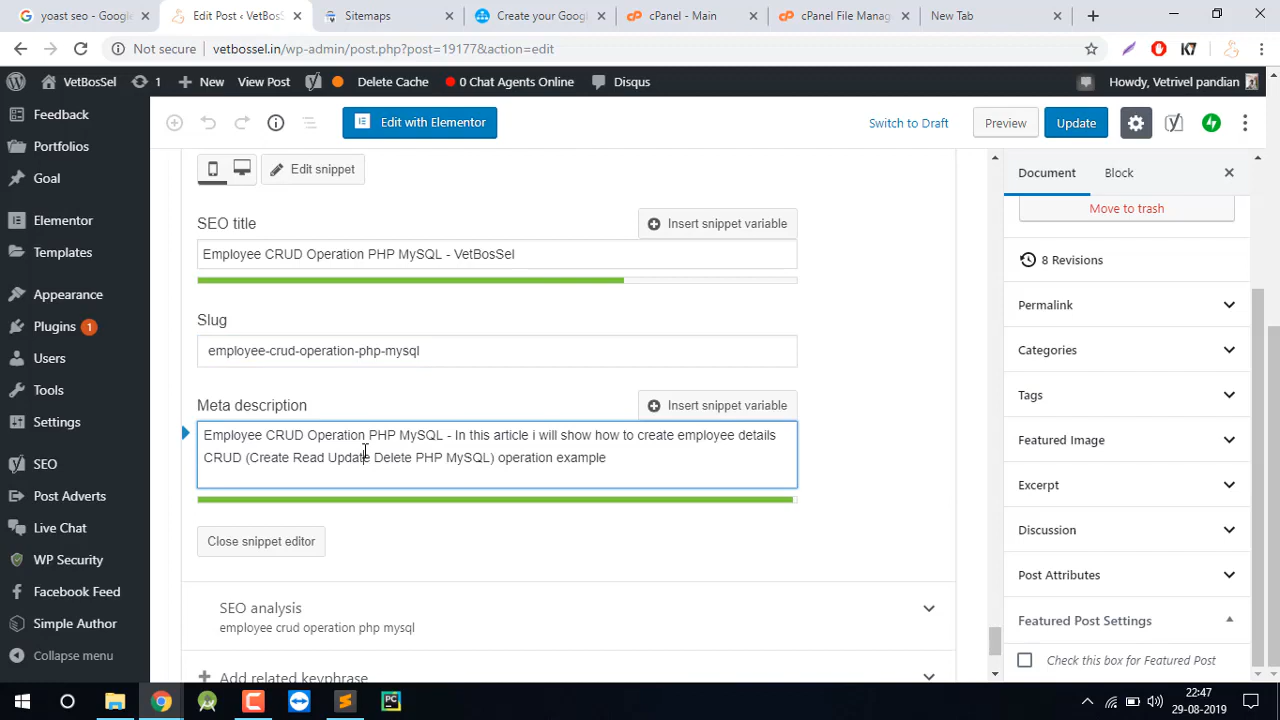 yoast seo - Google
Edit Post ‹ VetBosS
Sitemaps
Create your Goog
cPanel - Main
cPanel File Manag
New Tab
Not secure
vetbossel.in/wp-admin/post.php?post=19177&action=edit
VetBosSel
1
New
View Post
Delete Cache
0 Chat Agents Online
Disqus
Howdy, Vetrivel pandian
Feedback
Portfolios
Goal
Elementor
Templates
Appearance
Plugins 1
Users
Tools
Settings
SEO
Post Adverts
Live Chat
WP Security
Facebook Feed
Simple Author
Collapse menu
Edit with Elementor
Switch to Draft
Preview
Update
Edit snippet
SEO title
Insert snippet variable
Employee CRUD Operation PHP MySQL - VetBosSel
Slug
employee-crud-operation-php-mysql
Meta description
Insert snippet variable
Employee CRUD Operation PHP MySQL - In this article i will show how to create employee details
CRUD (Create Read Update Delete PHP MySQL) operation example
Close snippet editor
SEO analysis
employee crud operation php mysql
Add related keyphrase
Document
Block
Move to trash
8 Revisions
Permalink
Categories
Tags
Featured Image
Excerpt
Discussion
Post Attributes
Featured Post Settings
Check this box for Featured Post
22:47
29-08-2019